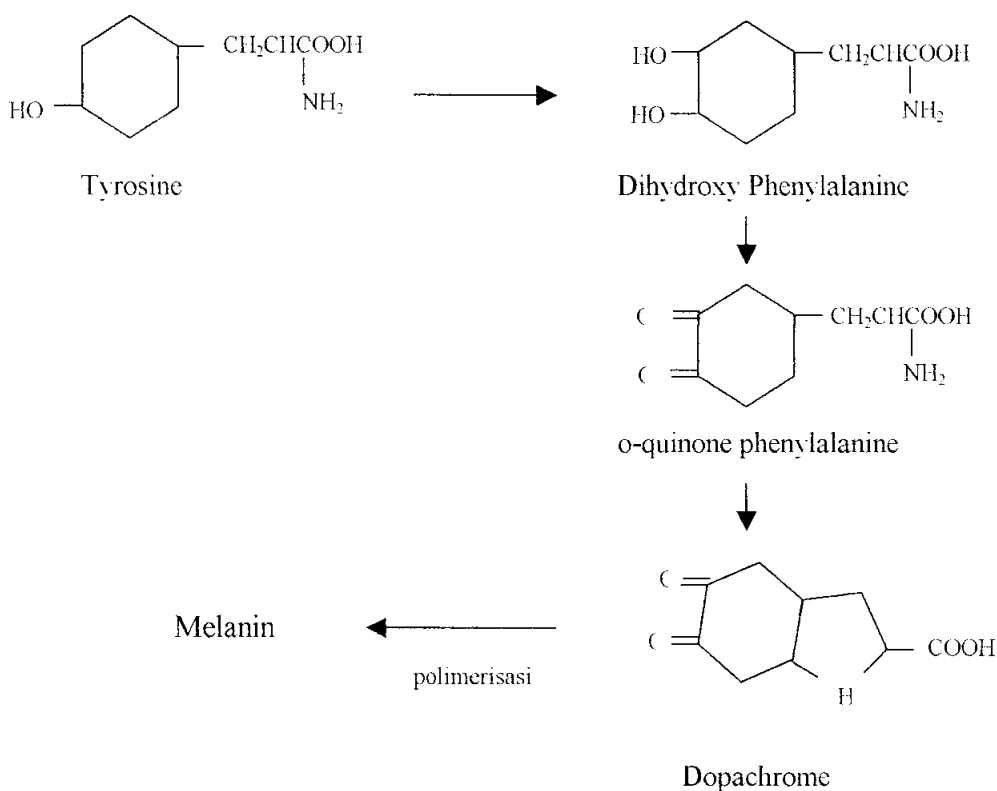 CH₂CHCOOH
HO
NH₂
Tyrosine
HO
CH₂CHCOOH
HO
NH₂
Dihydroxy Phenylalanine
CH₂CHCOOH
NH₂
o-quinone phenylalanine
Melanin
polimerisasi
COOH
H
Dopachrome